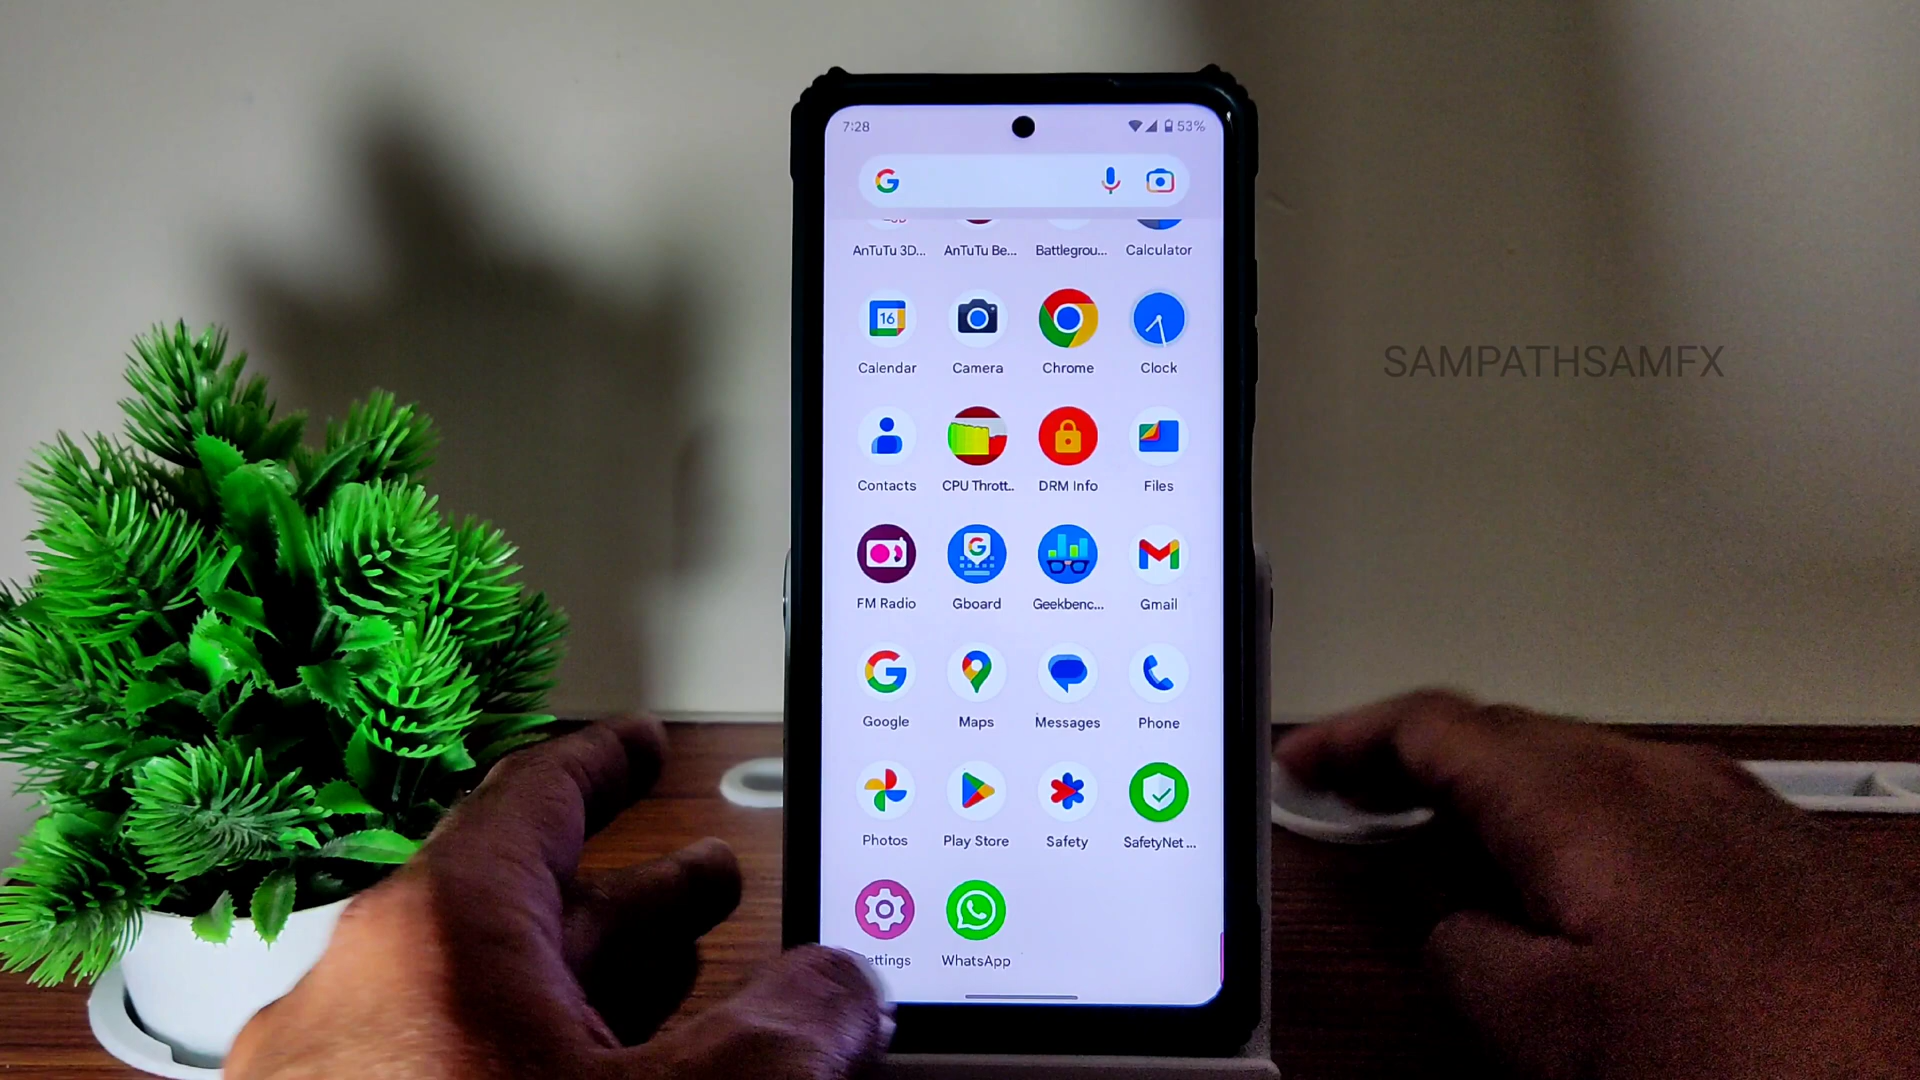 7:28 53%
G
AnTuTu 3D... AnTuTu Be... Battlegrou... Calculator
16
Calendar Camera Chrome Clock
SAMPATHSAMFX
Contacts CPU Thrott.. DRM Info Files
G
FM Radio Gboard Geekbenc... Gmail
G
Google Maps Messages Phone
Photos Play Store Safety SafetyNet ...
ettings WhatsApp